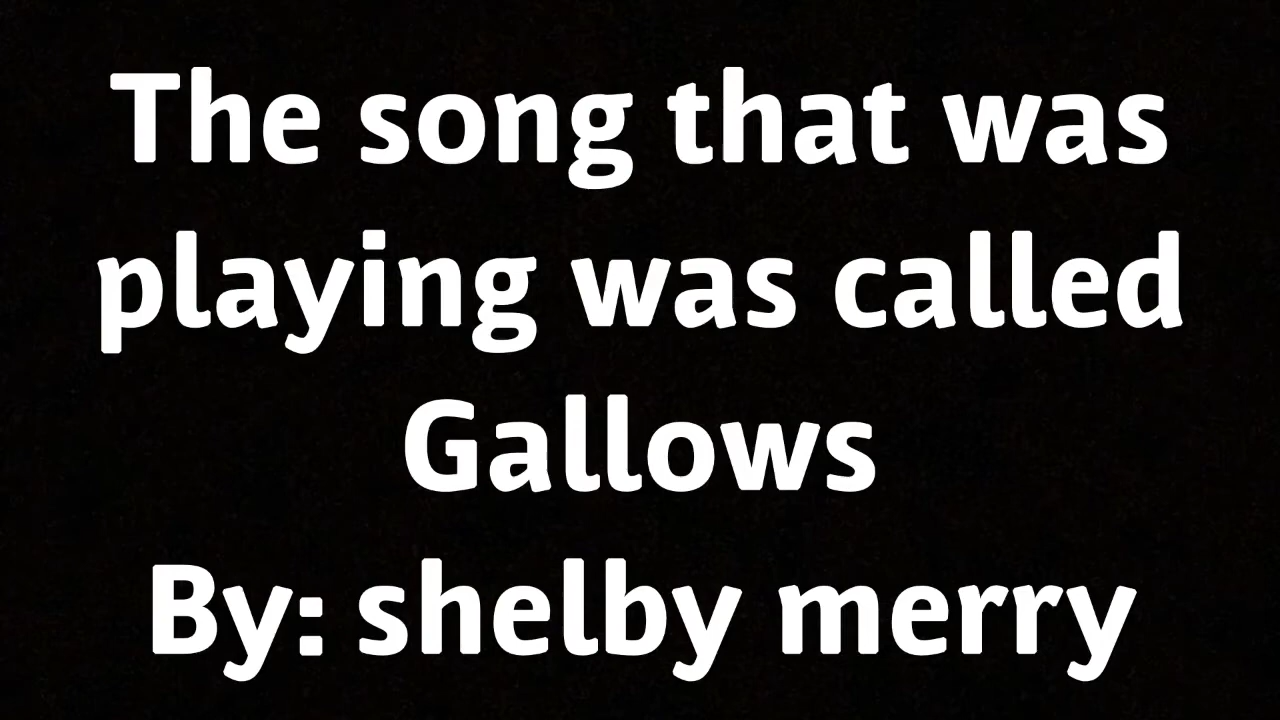 The song that was
playing was called
Gallows
By: shelby merry